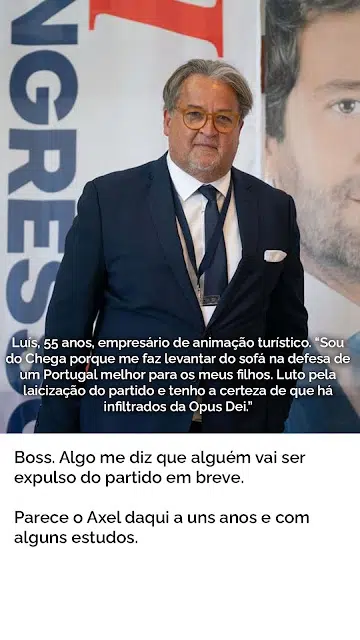 NGRESSO
Luís, 55 anos, empresário de animação turístico. "Sou
do Chega porque me faz levantar do sofá na defesa de
um Portugal melhor para os meus filhos. Luto pela
laicização do partido e tenho a certeza de que há
infiltrados da Opus Dei."
Boss. Algo me diz que alguém vai ser
expulso do partido em breve.
Parece o Axel daqui a uns anos e com
alguns estudos.